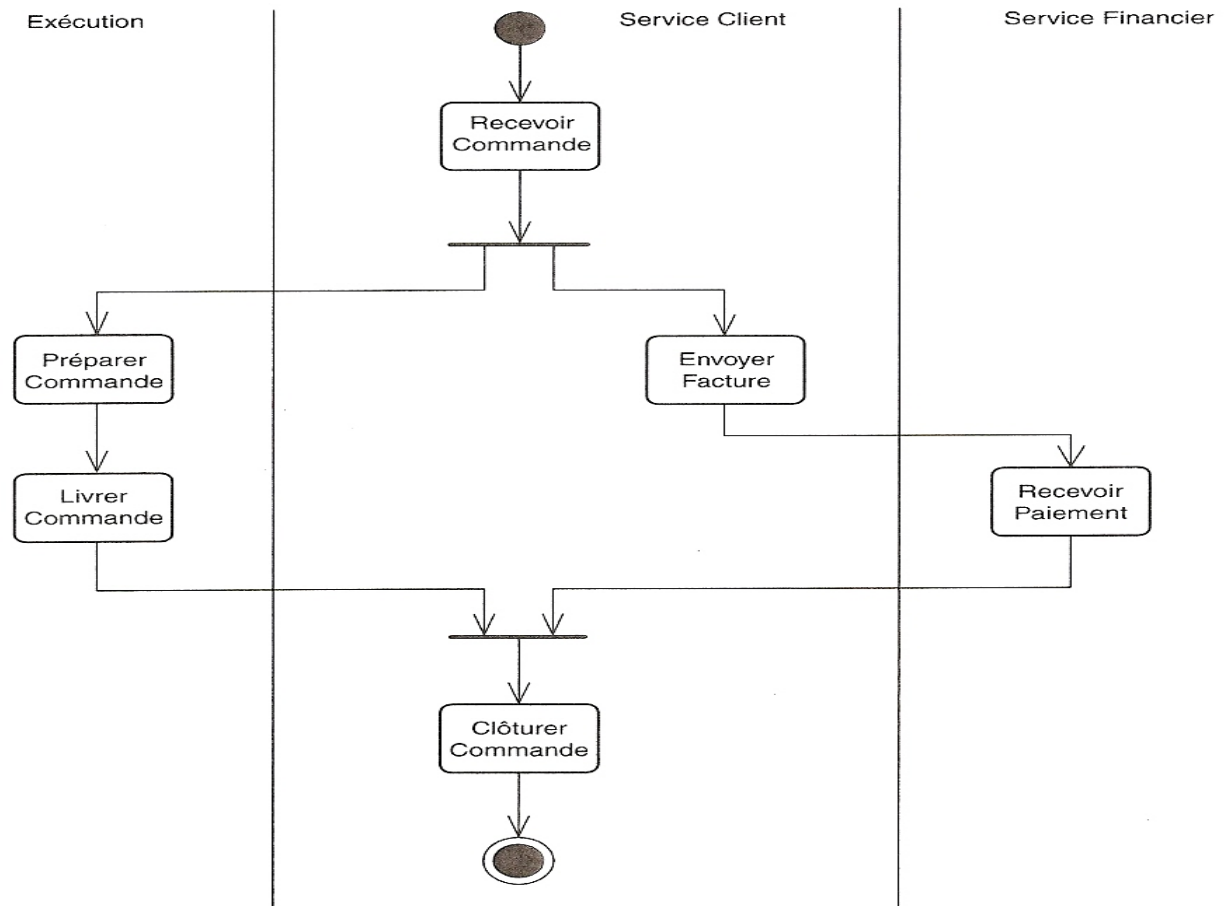 Exécution
Service Client
Service Financier
Recevoir
Commande
Préparer
Commande
Envoyer
Facture
Livrer
Commande
Recevoir
Paiement
Clôturer
Commande